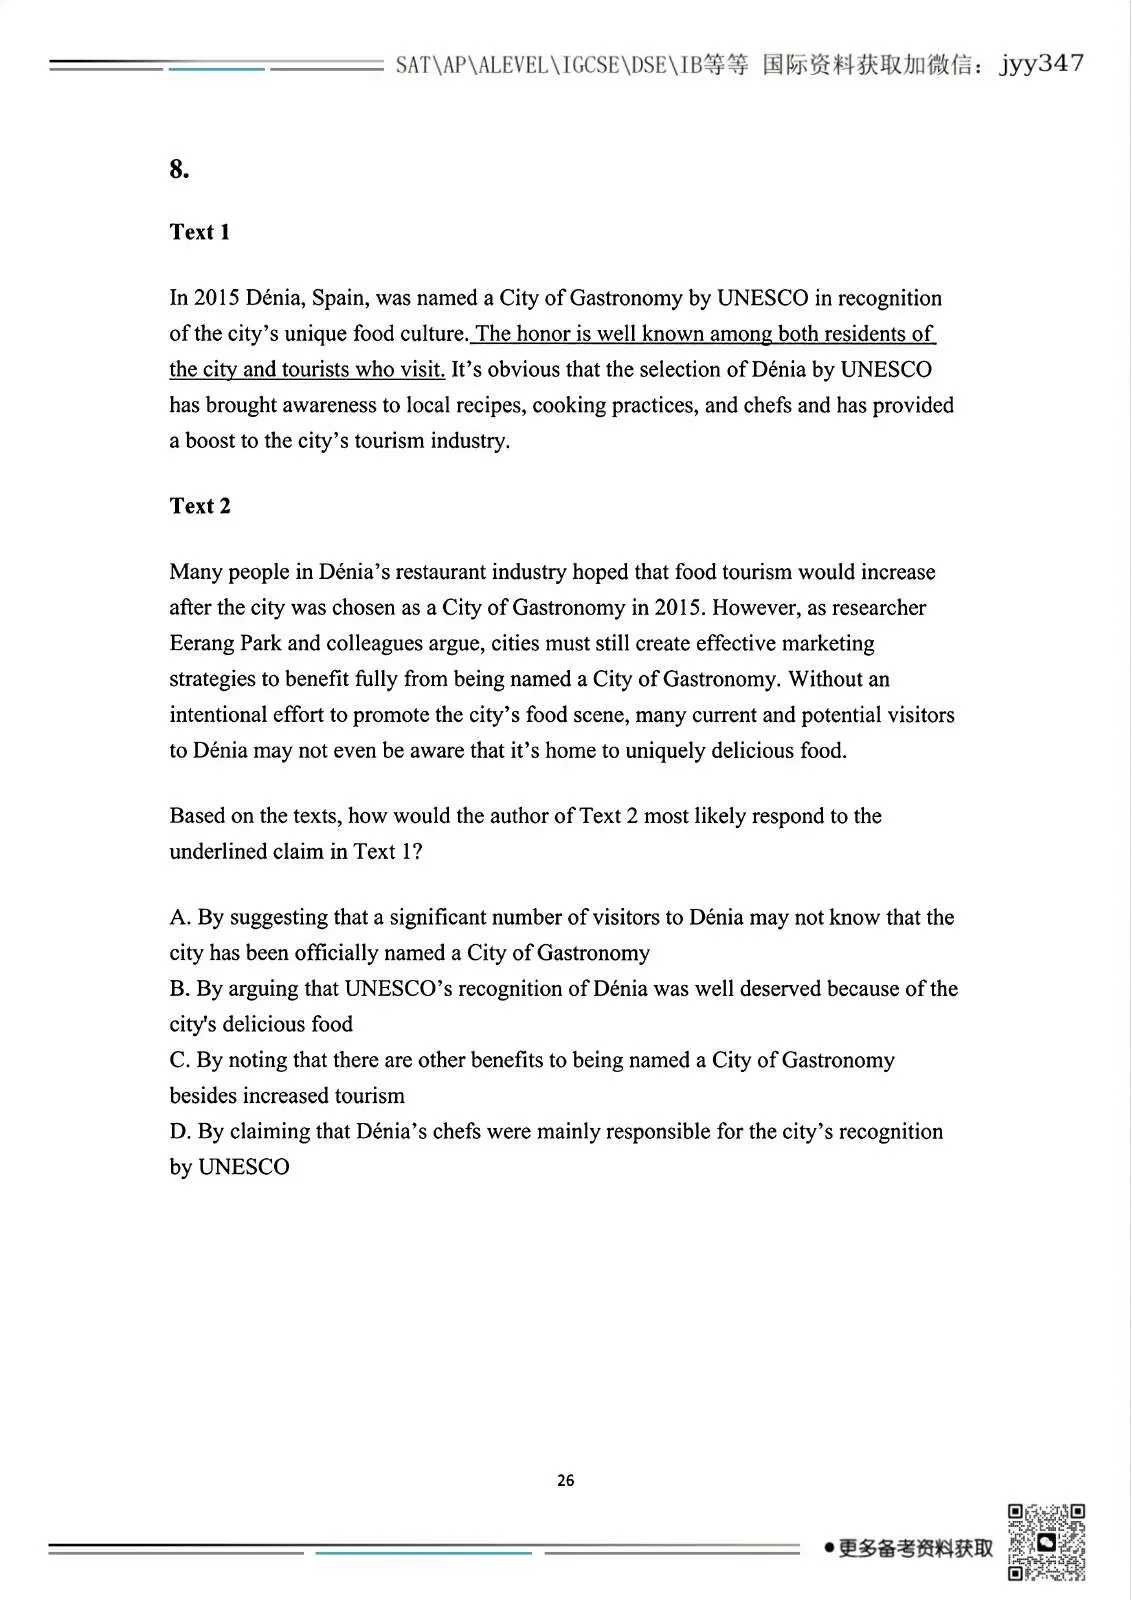 SAT\AP\ALEVEL\IGCSE\DSE\IB等等 国际资料获取加微信：jyy347
8.
Text 1
In 2015 Dénia, Spain, was named a City of Gastronomy by UNESCO in recognition
of the city’s unique food culture. The honor is well known among both residents of
the city and tourists who visit. It’s obvious that the selection of Dénia by UNESCO
has brought awareness to local recipes, cooking practices, and chefs and has provided
a boost to the city’s tourism industry.
Text 2
Many people in Dénia’s restaurant industry hoped that food tourism would increase
after the city was chosen as a City of Gastronomy in 2015. However, as researcher
Eerang Park and colleagues argue, cities must still create effective marketing
strategies to benefit fully from being named a City of Gastronomy. Without an
intentional effort to promote the city’s food scene, many current and potential visitors
to Dénia may not even be aware that it’s home to uniquely delicious food.
Based on the texts, how would the author of Text 2 most likely respond to the
underlined claim in Text 1?
A. By suggesting that a significant number of visitors to Dénia may not know that the
city has been officially named a City of Gastronomy
B. By arguing that UNESCO’s recognition of Dénia was well deserved because of the
city's delicious food
C. By noting that there are other benefits to being named a City of Gastronomy
besides increased tourism
D. By claiming that Dénia’s chefs were mainly responsible for the city’s recognition
by UNESCO
26
•更多备考资料获取